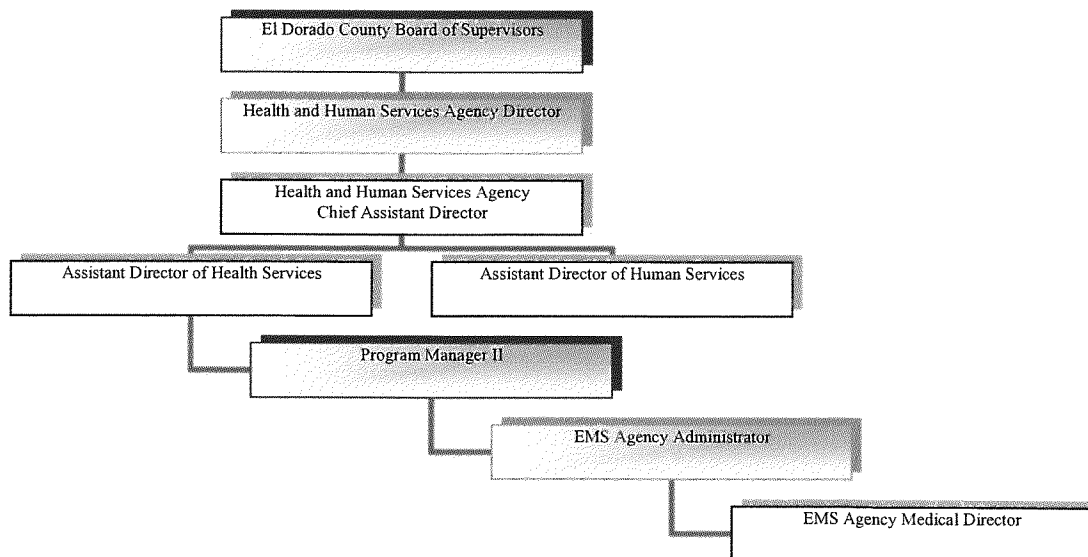 El Dorado County Board of Supervisors
Health and Human Services Agency Director
Health and Human Services Agency
Chief Assistant Director
Assistant Director of Health Services
Assistant Director of Human Services
Program Manager II
EMS Agency Administrator
EMS Agency Medical Director